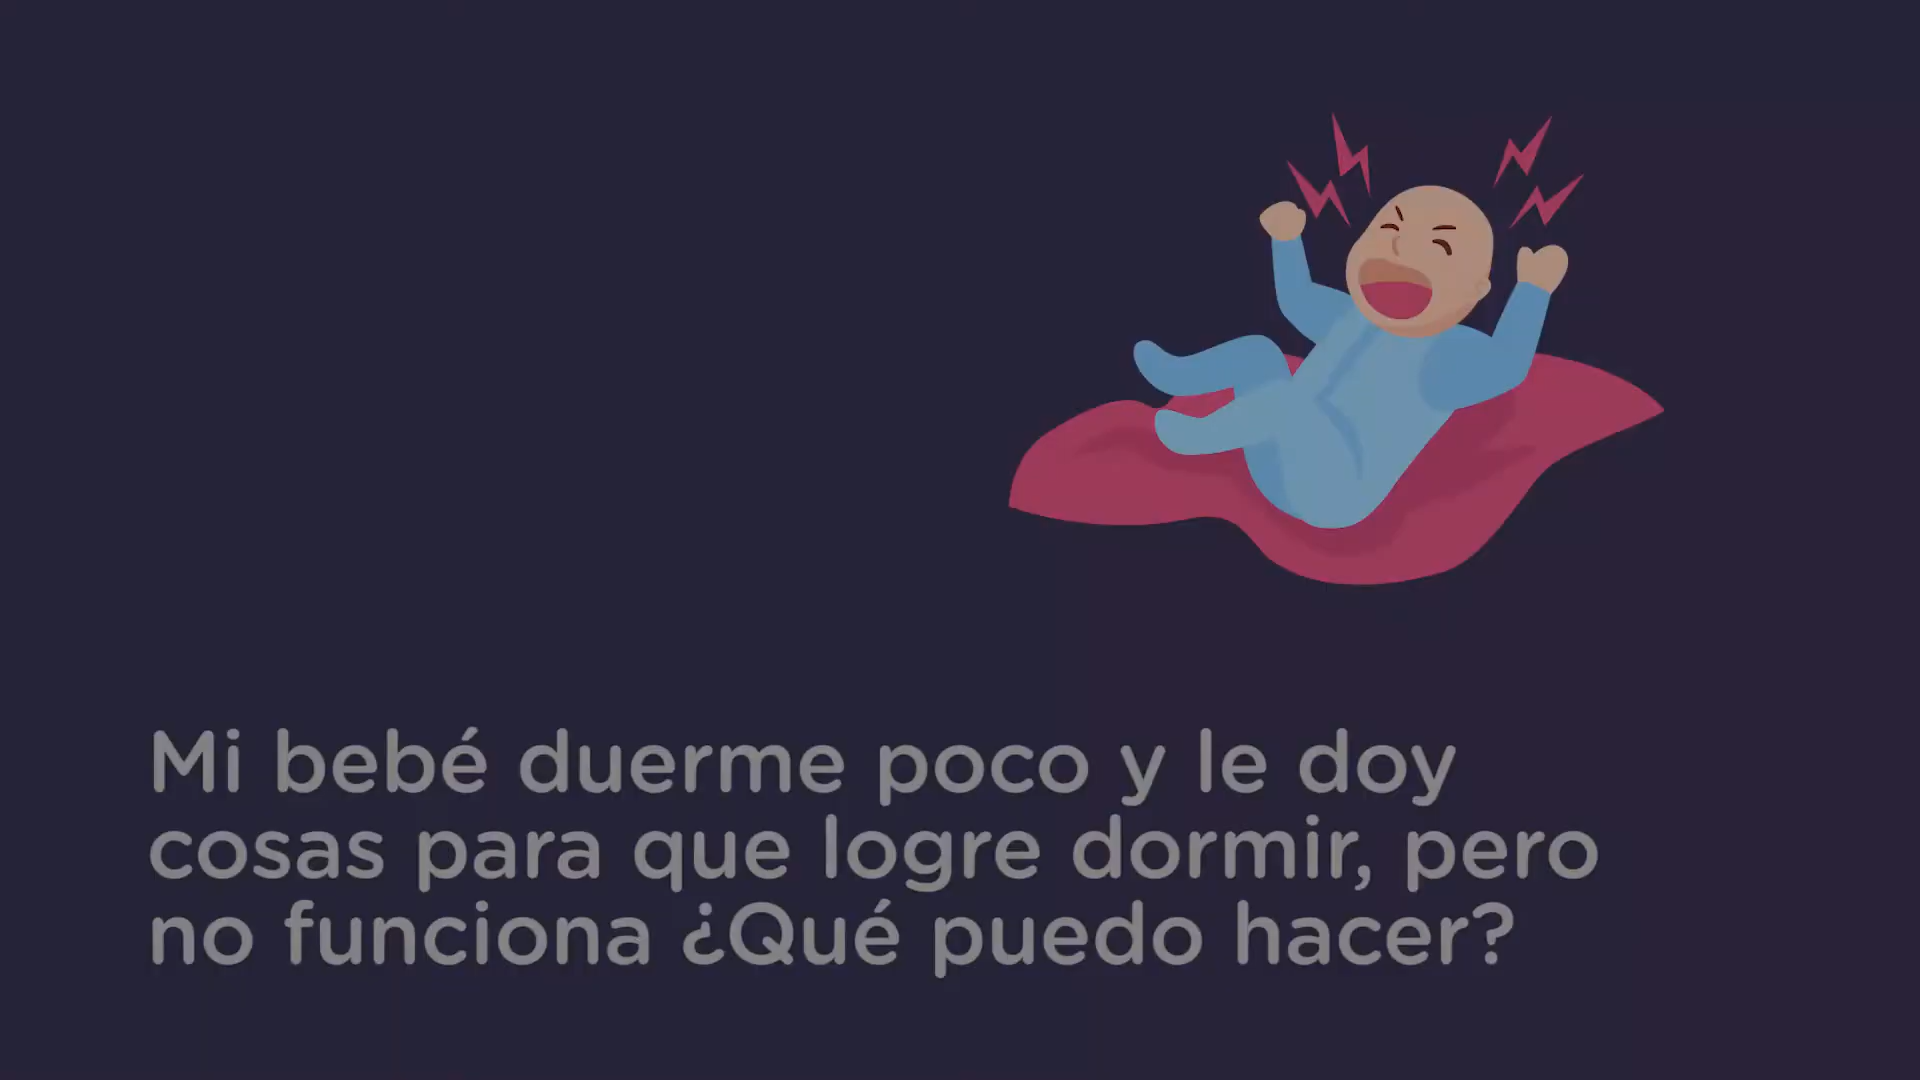 Mi bebé duerme poco y le doy
cosas para que logre dormir, pero
no funciona ¿Qué puedo hacer?